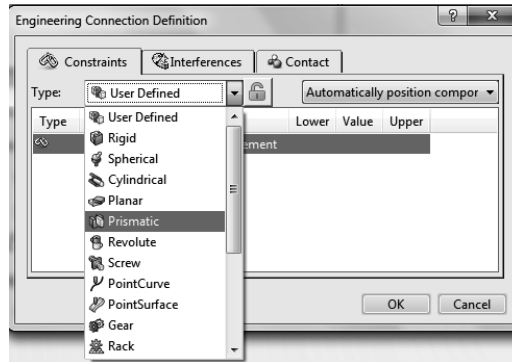 Engineering Connection Definition
Constraints Interferences Contact
Type: User Defined Automatically position compor
Type Lower Value Upper
User Defined
Rigid
ement
Spherical
Cylindrical
Planar
Prismatic
Revolute
Screw
PointCurve
PointSurface
OK Cancel
Gear
Rack